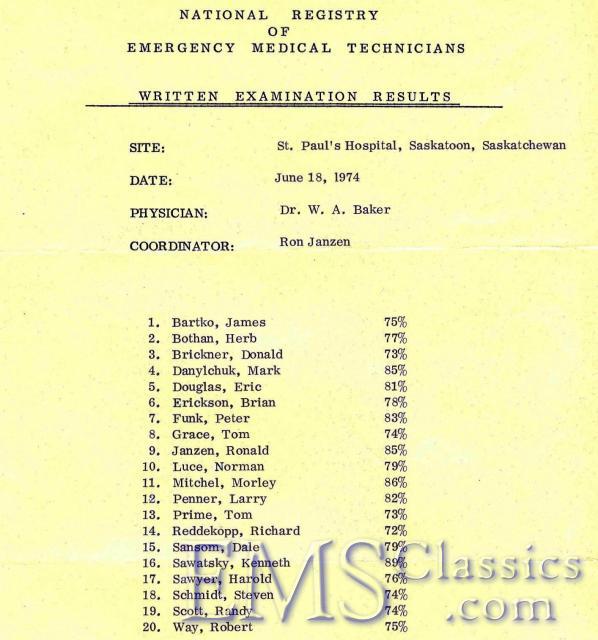 NATIONAL REGISTRY
OF
EMERGENCY MEDICAL TECHNICIANS
WRITTEN EXAMINATION RESULTS
SITE: St. Paul's Hospital, Saskatoon, Saskatchewan
DATE: June 18, 1974
PHYSICIAN: Dr. W. A. Baker
COORDINATOR: Ron Janzen
1. Bartko, James 75%
2. Bothan, Herb 77%
3. Brickner, Donald 73%
4. Danylchuk, Mark 85%
5. Douglas, Eric 81%
6. Erickson, Brian 78%
7. Funk, Peter 83%
8. Grace, Tom 74%
9. Janzen, Ronald 85%
10. Luce, Norman 79%
11. Mitchel, Morley 86%
12. Penner, Larry 82%
13. Prime, Tom 73%
14. Reddekopp, Richard 72%
15. Sansom, Dale 79%
16. Sawatsky, Kenneth 89%
17. Sawyer, Harold 76%
18. Schmidt, Steven 74%
19. Scott, Randy 74%
20. Way, Robert 75%
EMS Classics
.com